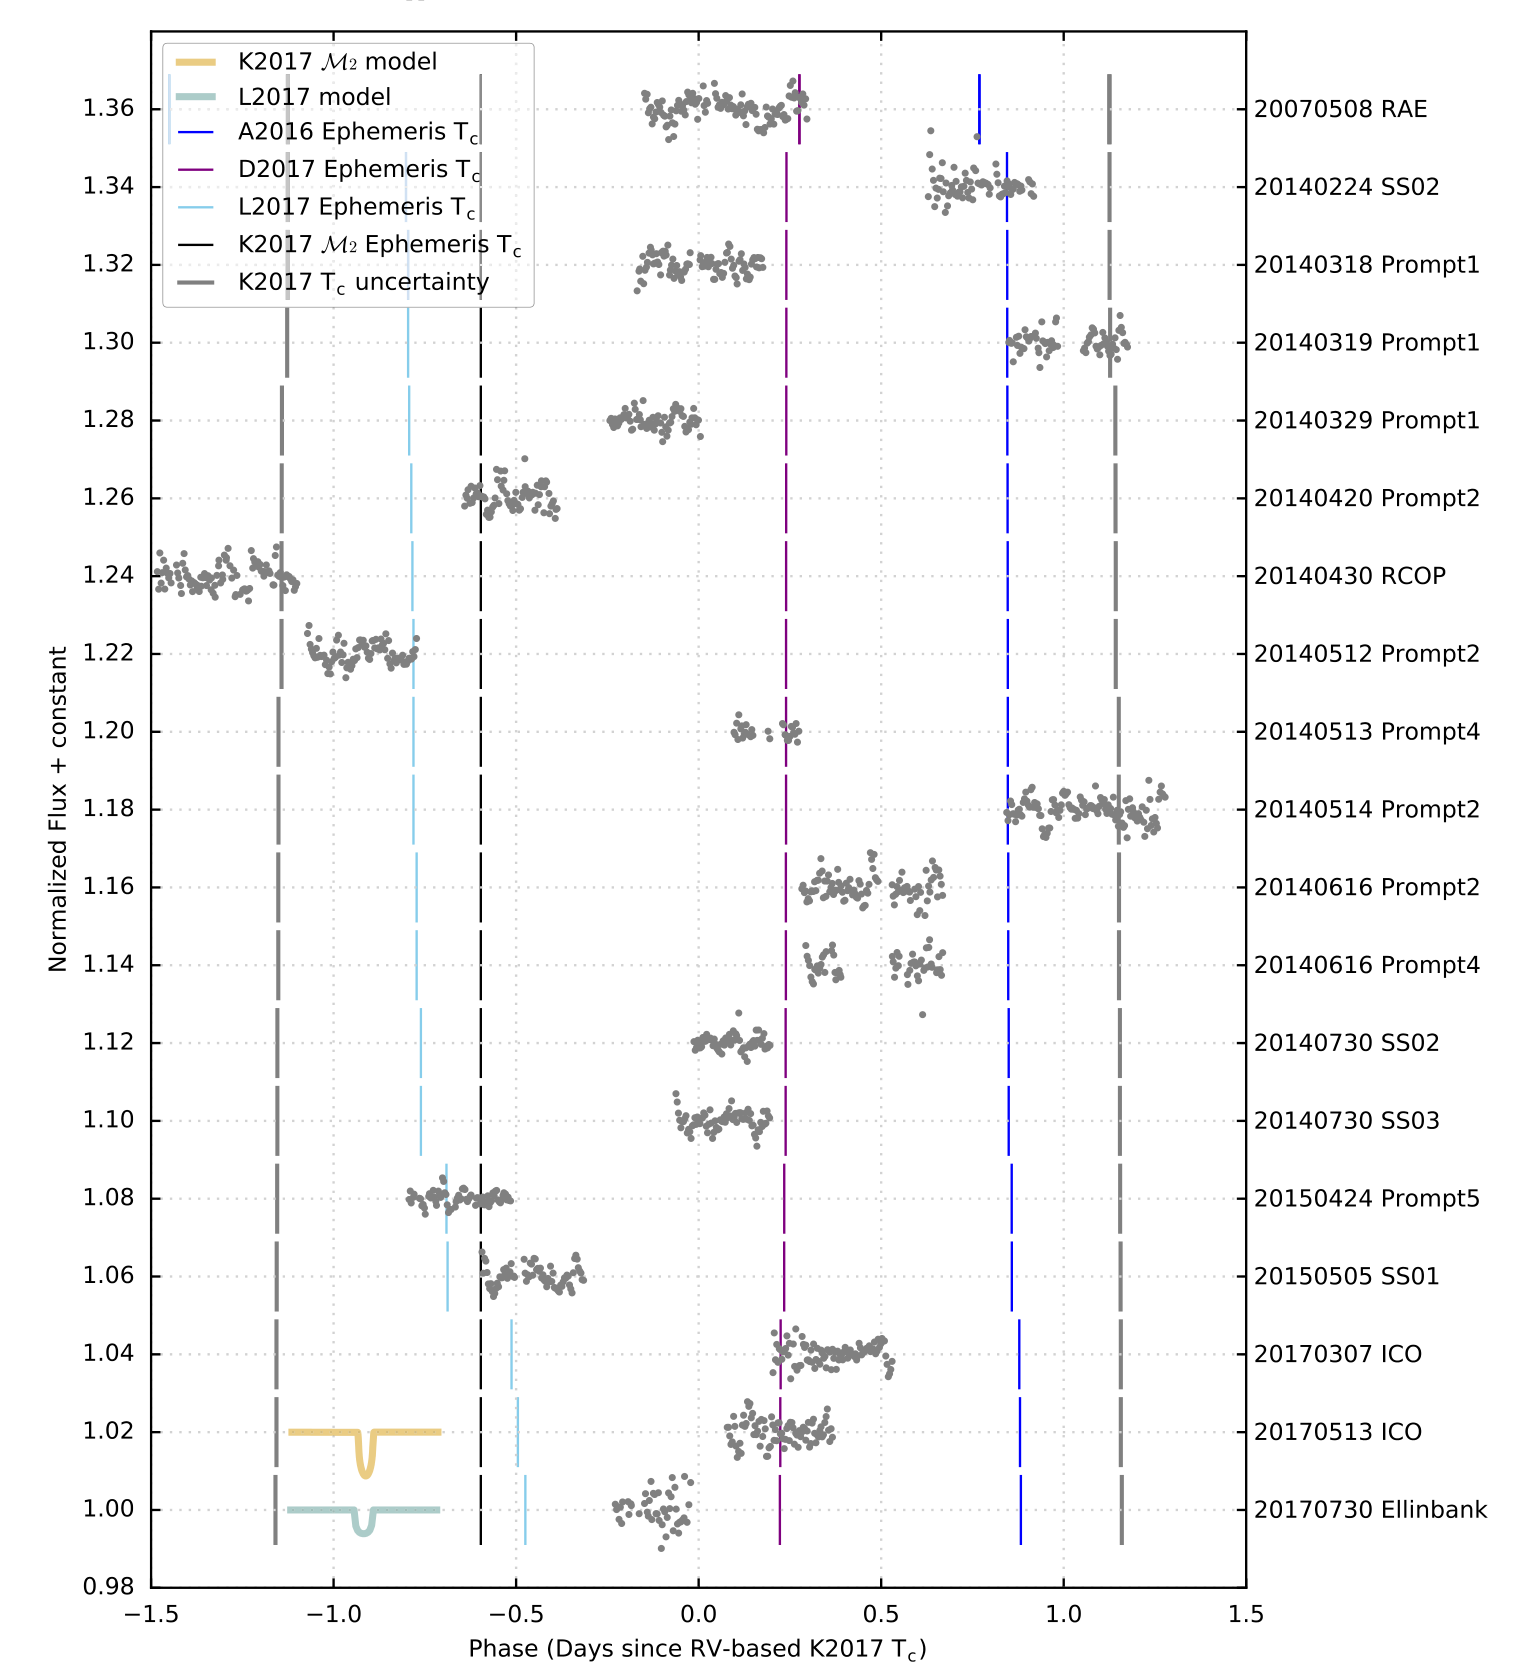 K2017 ℳ₂ model
L2017 model
A2016 Ephemeris Tc
D2017 Ephemeris Tc
L2017 Ephemeris Tc
K2017 ℳ₂ Ephemeris Tc
K2017 Tc uncertainty
1.36
1.34
1.32
1.30
1.28
1.26
1.24
1.22
1.20
1.18
1.16
1.14
1.12
1.10
1.08
1.06
1.04
1.02
1.00
0.98
Normalized Flux + constant
20070508 RAE
20140224 SS02
20140318 Prompt1
20140319 Prompt1
20140329 Prompt1
20140420 Prompt2
20140430 RCOP
20140512 Prompt2
20140513 Prompt4
20140514 Prompt2
20140616 Prompt2
20140616 Prompt4
20140730 SS02
20140730 SS03
20150424 Prompt5
20150505 SS01
20170307 ICO
20170513 ICO
20170730 Ellinbank
−1.5 −1.0 −0.5 0.0 0.5 1.0 1.5
Phase (Days since RV-based K2017 Tc)